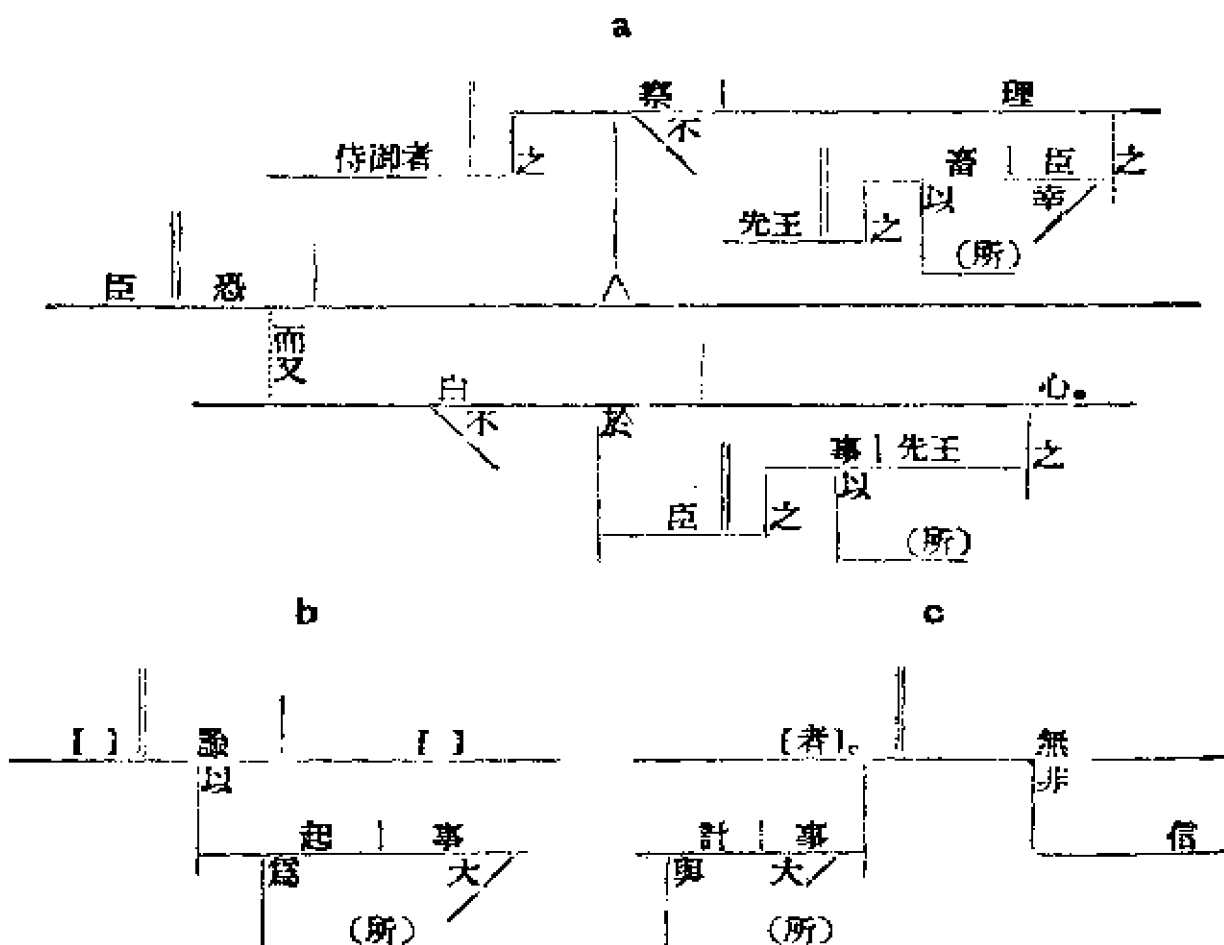 a
察 理
不
侍御者 之 畜 臣 之
以 幸
先王 之 (所)
臣 恐
而又
白 心。
不 於
事 先王 之
以
臣 之 (所)
b c
[ ] [ ] [者]。 無
以 非
起 事 計 事 信
爲 大 與 大
(所) (所)